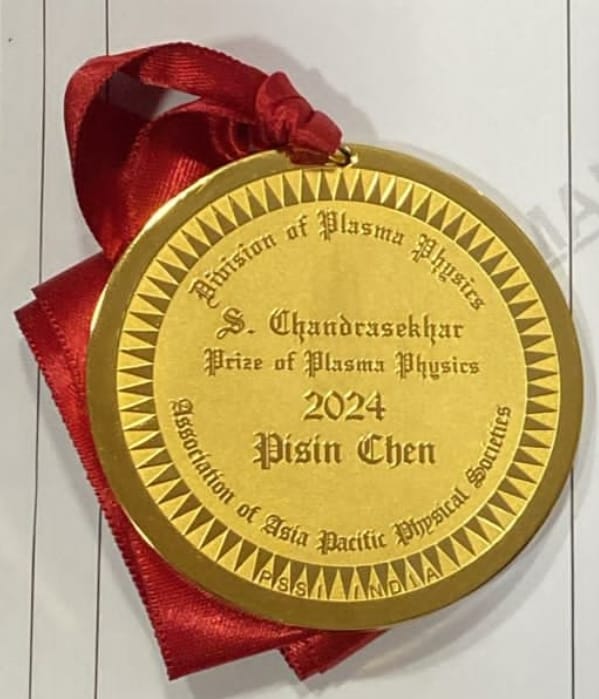 Division of Plasma Physics
S. Chandrasekhar
Prize of Plasma Physics
2024
Pisin Chen
Association of Asia Pacific Physical Societies
PSSI INDIA